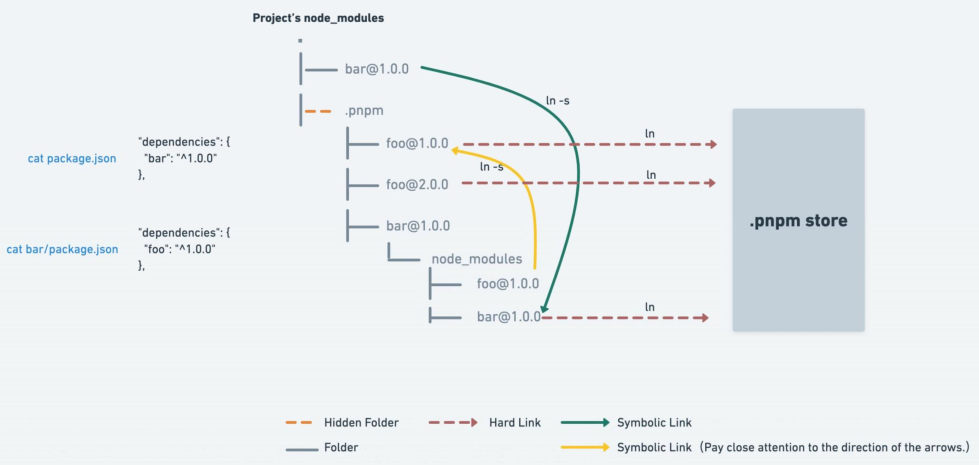 Project's node_modules
bar@1.0.0
ln -s
.pnpm
foo@1.0.0
ln
ln -s
foo@2.0.0
ln
.pnpm store
bar@1.0.0
node_modules
foo@1.0.0
bar@1.0.0
ln
cat package.json
"dependencies": {
"bar": "^1.0.0"
},
cat bar/package.json
"dependencies": {
"foo": "^1.0.0"
},
Hidden Folder
Hard Link
Symbolic Link
Folder
Symbolic Link (Pay close attention to the direction of the arrows.)